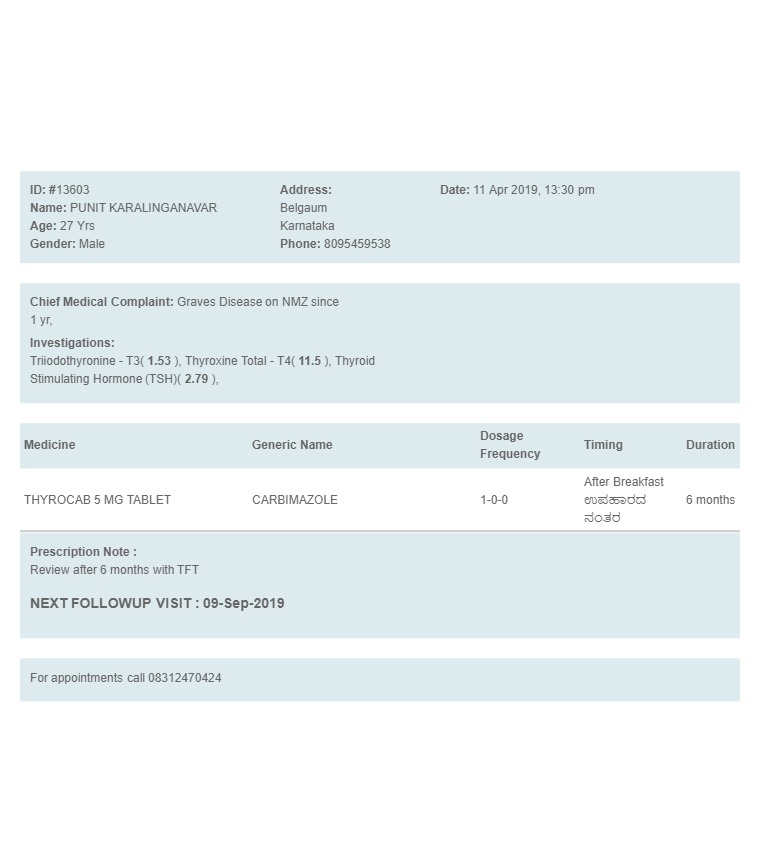 ID: #13603
Name: PUNIT KARALINGANAVAR
Age: 27 Yrs
Gender: Male
Address:
Belgaum
Karnataka
Phone: 8095459538
Date: 11 Apr 2019, 13:30 pm
Chief Medical Complaint: Graves Disease on NMZ since
1 yr,
Investigations:
Triiodothyronine - T3( 1.53 ), Thyroxine Total - T4( 11.5 ), Thyroid
Stimulating Hormone (TSH)( 2.79 ),
Medicine Generic Name Dosage Frequency Timing Duration
THYROCAB 5 MG TABLET CARBIMAZOLE 1-0-0 After Breakfast ಉಪಹಾರದ ನಂತರ 6 months
Prescription Note :
Review after 6 months with TFT
NEXT FOLLOWUP VISIT : 09-Sep-2019
For appointments call 08312470424